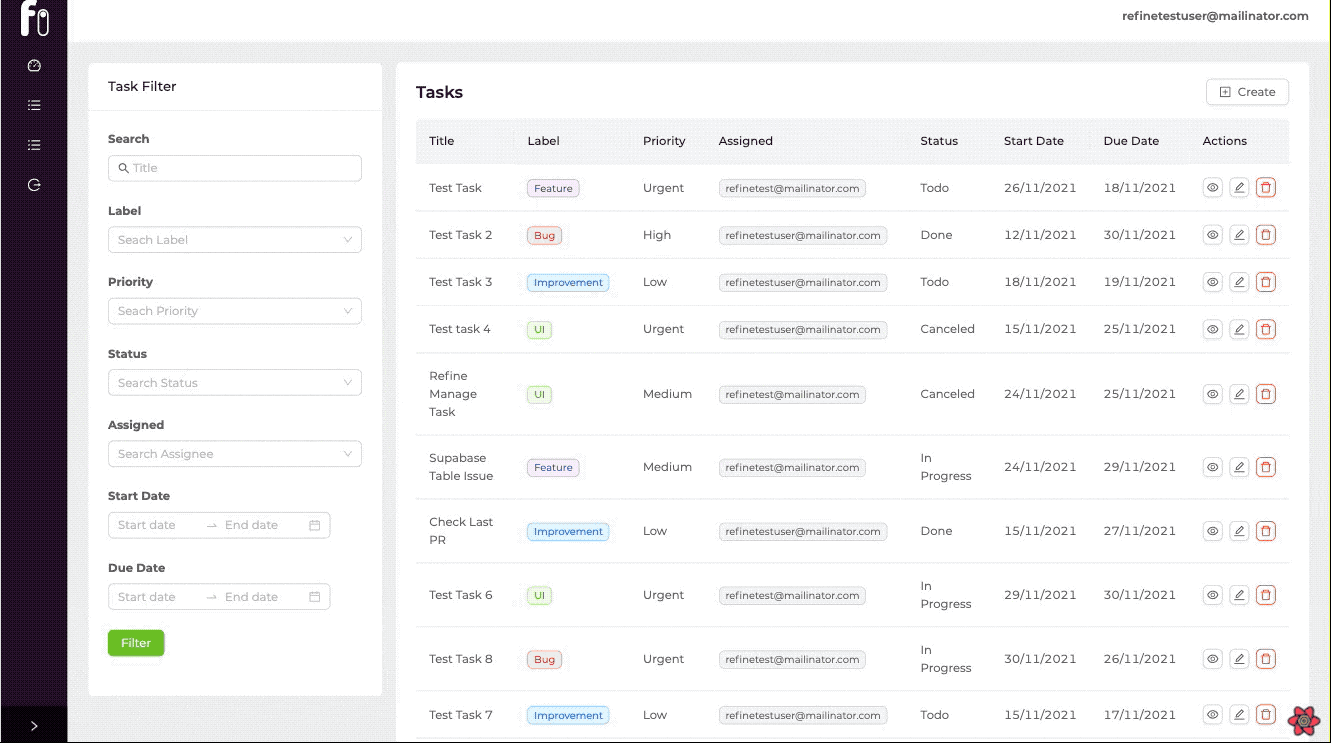 refinetestuser@mailinator.com
Task Filter
Search
Title
Label
Seach Label
Priority
Seach Priority
Status
Search Status
Assigned
Search Assignee
Start Date
Start date → End date
Due Date
Start date → End date
Filter
Tasks
Create
Title Label Priority Assigned Status Start Date Due Date Actions
Test Task Feature Urgent refinetest@mailinator.com Todo 26/11/2021 18/11/2021
Test Task 2 Bug High refinetestuser@mailinator.com Done 12/11/2021 30/11/2021
Test Task 3 Improvement Low refinetestuser@mailinator.com Todo 18/11/2021 19/11/2021
Test task 4 UI Urgent refinetestuser@mailinator.com Canceled 15/11/2021 25/11/2021
Refine
Manage
Task
UI Medium refinetest@mailinator.com Canceled 24/11/2021 25/11/2021
Supabase
Table Issue
Feature Medium refinetest@mailinator.com
In
Progress
24/11/2021 29/11/2021
Check Last
PR
Improvement Low refinetestuser@mailinator.com Done 15/11/2021 27/11/2021
Test Task 6 UI Urgent refinetest@mailinator.com
In
Progress
29/11/2021 30/11/2021
Test Task 8 Bug Urgent refinetest@mailinator.com
In
Progress
30/11/2021 26/11/2021
Test Task 7 Improvement Low refinetestuser@mailinator.com Todo 15/11/2021 17/11/2021